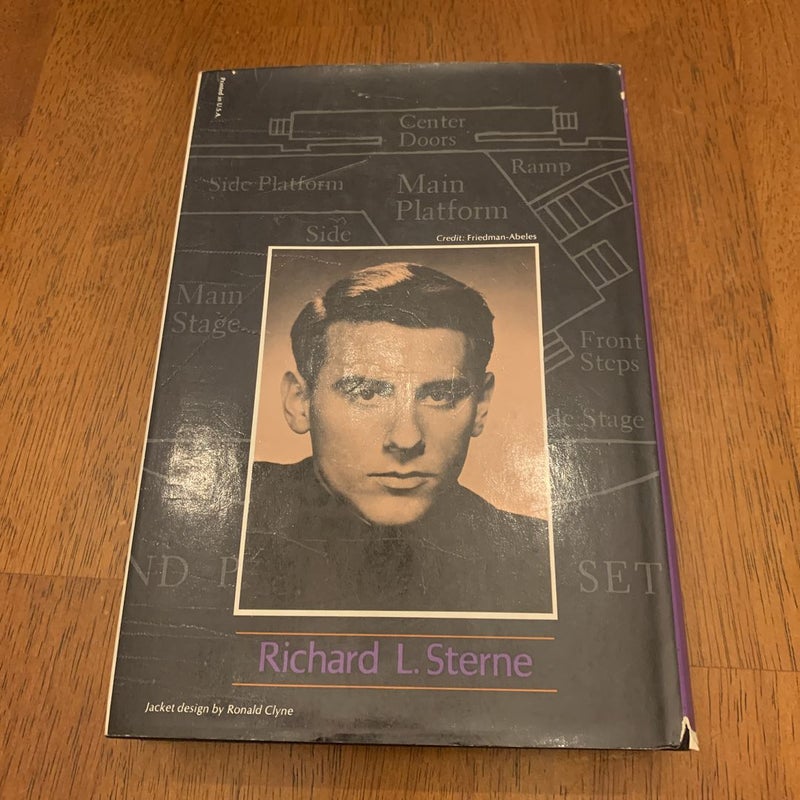 Printed in U.S.A.
Center
Doors
Ramp
Side Platform
Main
Platform
Side
Credit: Friedman-Abeles
Main
Stage
Front
Steps
Stage
ND P
SET
Richard L. Sterne
Jacket design by Ronald Clyne